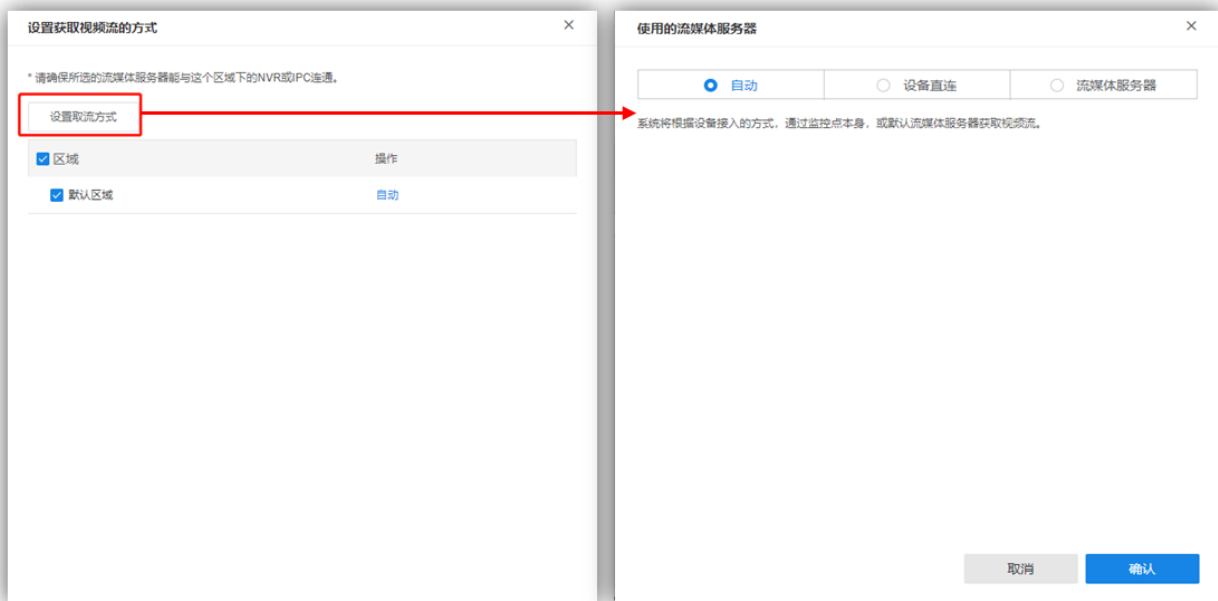 设置获取视频流的方式
* 请确保所选的流媒体服务器能与这个区域下的NVR或IPC连通。
设置取流方式
区域 操作
默认区域 自动
使用的流媒体服务器
自动 设备直连 流媒体服务器
系统将根据设备接入的方式，通过监控点本身，或默认流媒体服务器获取视频流。
取消 确认